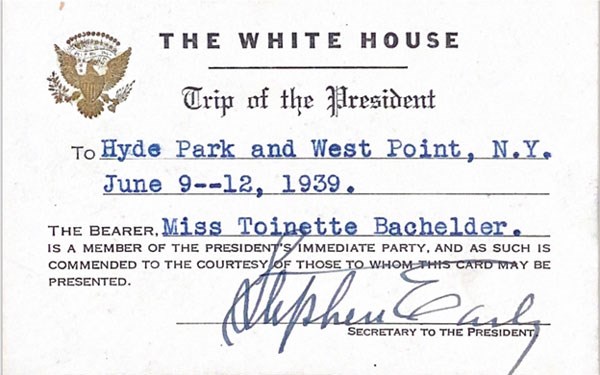 THE WHITE HOUSE
Trip of the President
TO Hyde Park and West Point, N.Y.
June 9--12, 1939.
THE BEARER, Miss Toinette Bachelder.
IS A MEMBER OF THE PRESIDENT'S IMMEDIATE PARTY, AND AS SUCH IS
COMMENDED TO THE COURTESY OF THOSE TO WHOM THIS CARD MAY BE
PRESENTED.
Stephen Early
SECRETARY TO THE PRESIDENT.